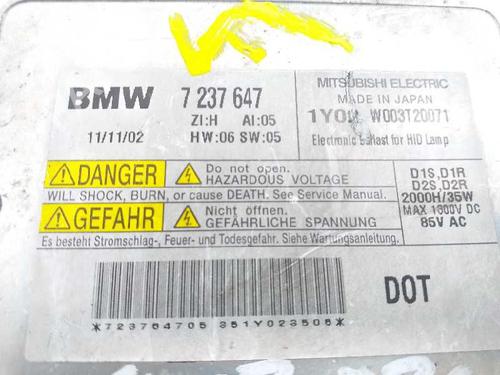 BMW 7 237 647
ZI:H AI:05
11/11/02 HW:06 SW:05
MITSUBISHI ELECTRIC
MADE IN JAPAN
W003T20071
Electronic Ballast for HID Lamp
DANGER Do not open.
HAZARDOUS VOLTAGE
WILL SHOCK, BURN, or cause DEATH. See Service Manual.
GEFAHR Nicht öffnen.
GEFÄHRLICHE SPANNUNG
Es besteht Stromschlag-, Feuer- und Todesgefahr. Siehe Wartungsanleitung.
D1S,D1R
D2S,D2R
2000H/35W
MAX 1800V DC
85V AC
DOT
*723764705 351Y023506*